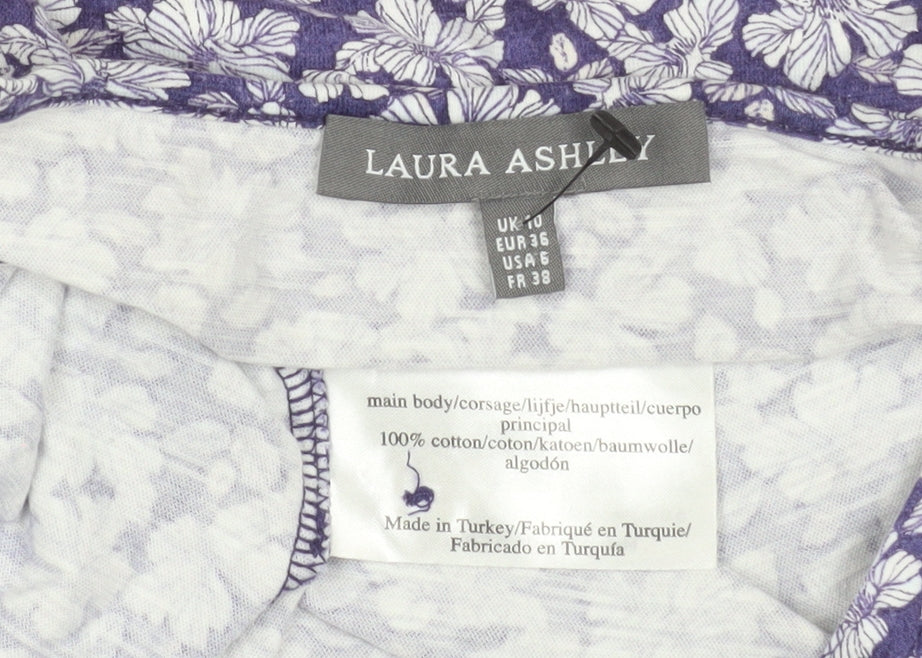 LAURA ASHLEY
UK 10
EUR 36
USA 6
FR 38
main body/corsage/lijfje/hauptteil/cuerpo
principal
100% cotton/coton/katoen/baumwolle/
algodón
Made in Turkey/Fabriqué en Turquie/
Fabricado en Turquía